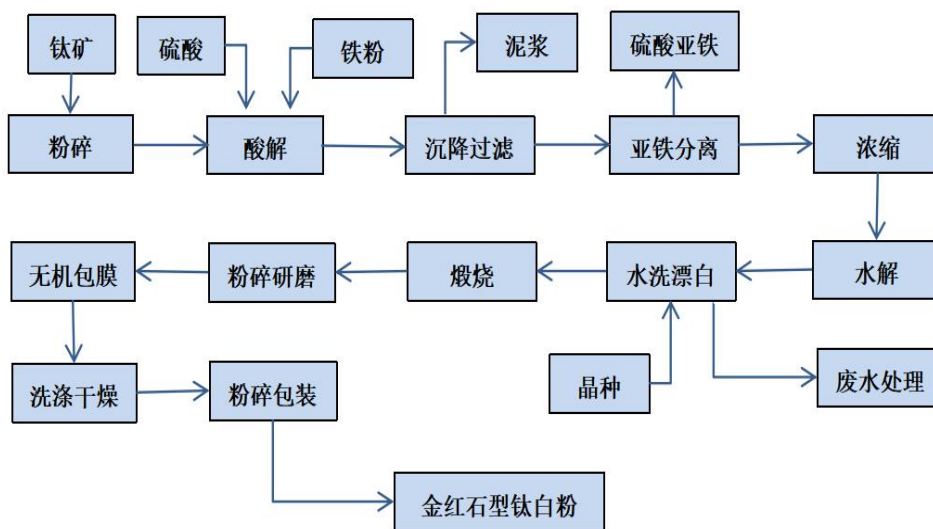 钛矿
硫酸
铁粉
泥浆
硫酸亚铁
粉碎
酸解
沉降过滤
亚铁分离
浓缩
无机包膜
粉碎研磨
煅烧
水洗漂白
水解
洗涤干燥
粉碎包装
晶种
废水处理
金红石型钛白粉